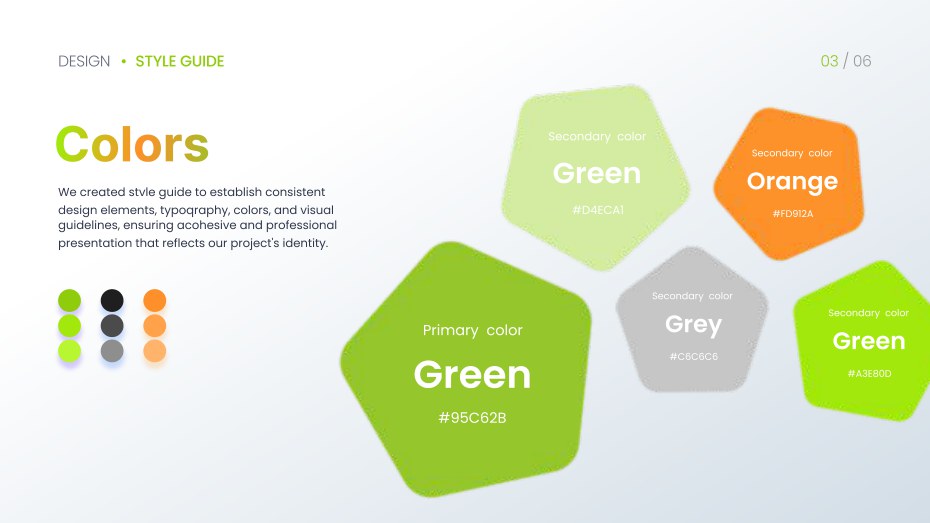 DESIGN • STYLE GUIDE
03 / 06
Colors
We created stvle guide to establish consistent
design elements, typoqraphy, colors, and visual
guidelines, ensuring acohesive and professional
presentation that reflects our project's identity.
Secondary color
Green
#D4ECA1
Secondary color
Orange
#FD912A
Primary color
Green
#95C62B
Secondary color
Grey
#C6C6C6
Secondary color
Green
#A3E80D